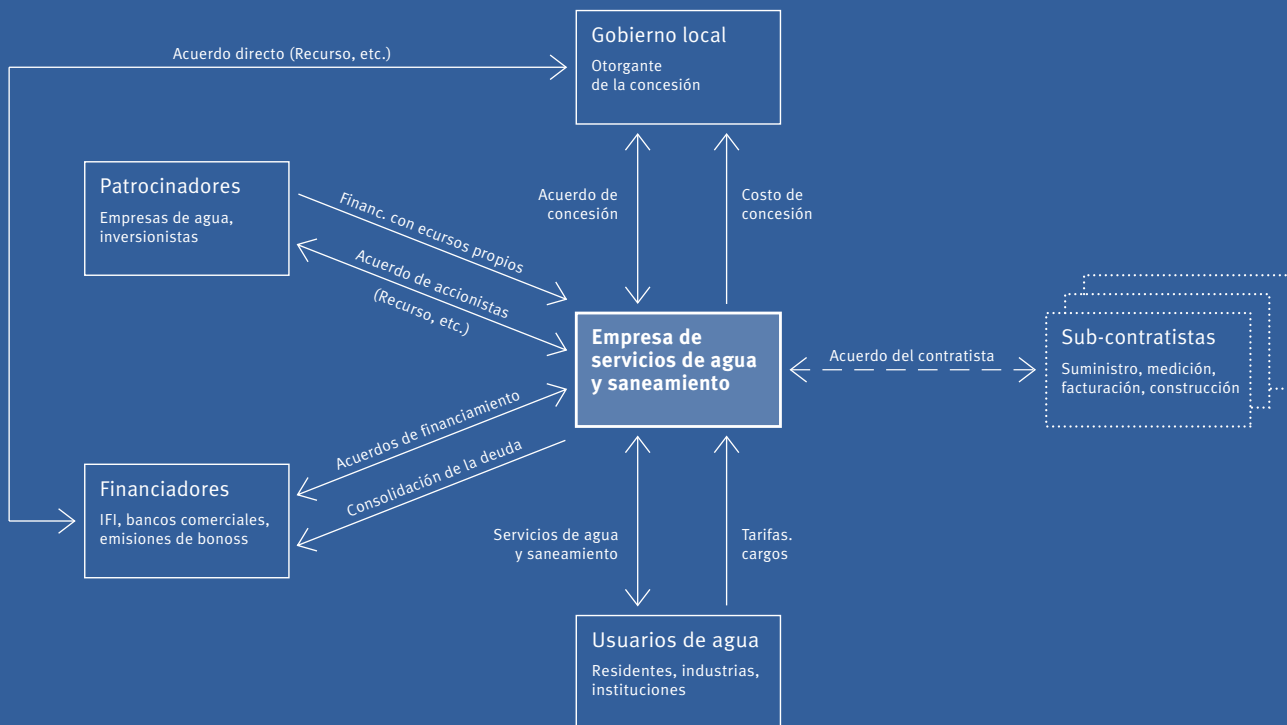 Gobierno local
Otorgante
de la concesión
Acuerdo directo (Recurso, etc.)
Patrocinadores
Empresas de agua,
inversionistas
Financ. con ecursos propios
Acuerdo de accionistas
(Recurso, etc.)
Acuerdo de
concesión
Costo de
concesión
Empresa de
servicios de agua
y saneamiento
Acuerdo del contratista
Sub-contratistas
Suministro, medición,
facturación, construcción
Acuerdos de financiamiento
Consolidación de la deuda
Financiadores
IFI, bancos comerciales,
emisiones de bonoss
Servicios de agua
y saneamiento
Tarifas.
cargos
Usuarios de agua
Residentes, industrias,
instituciones